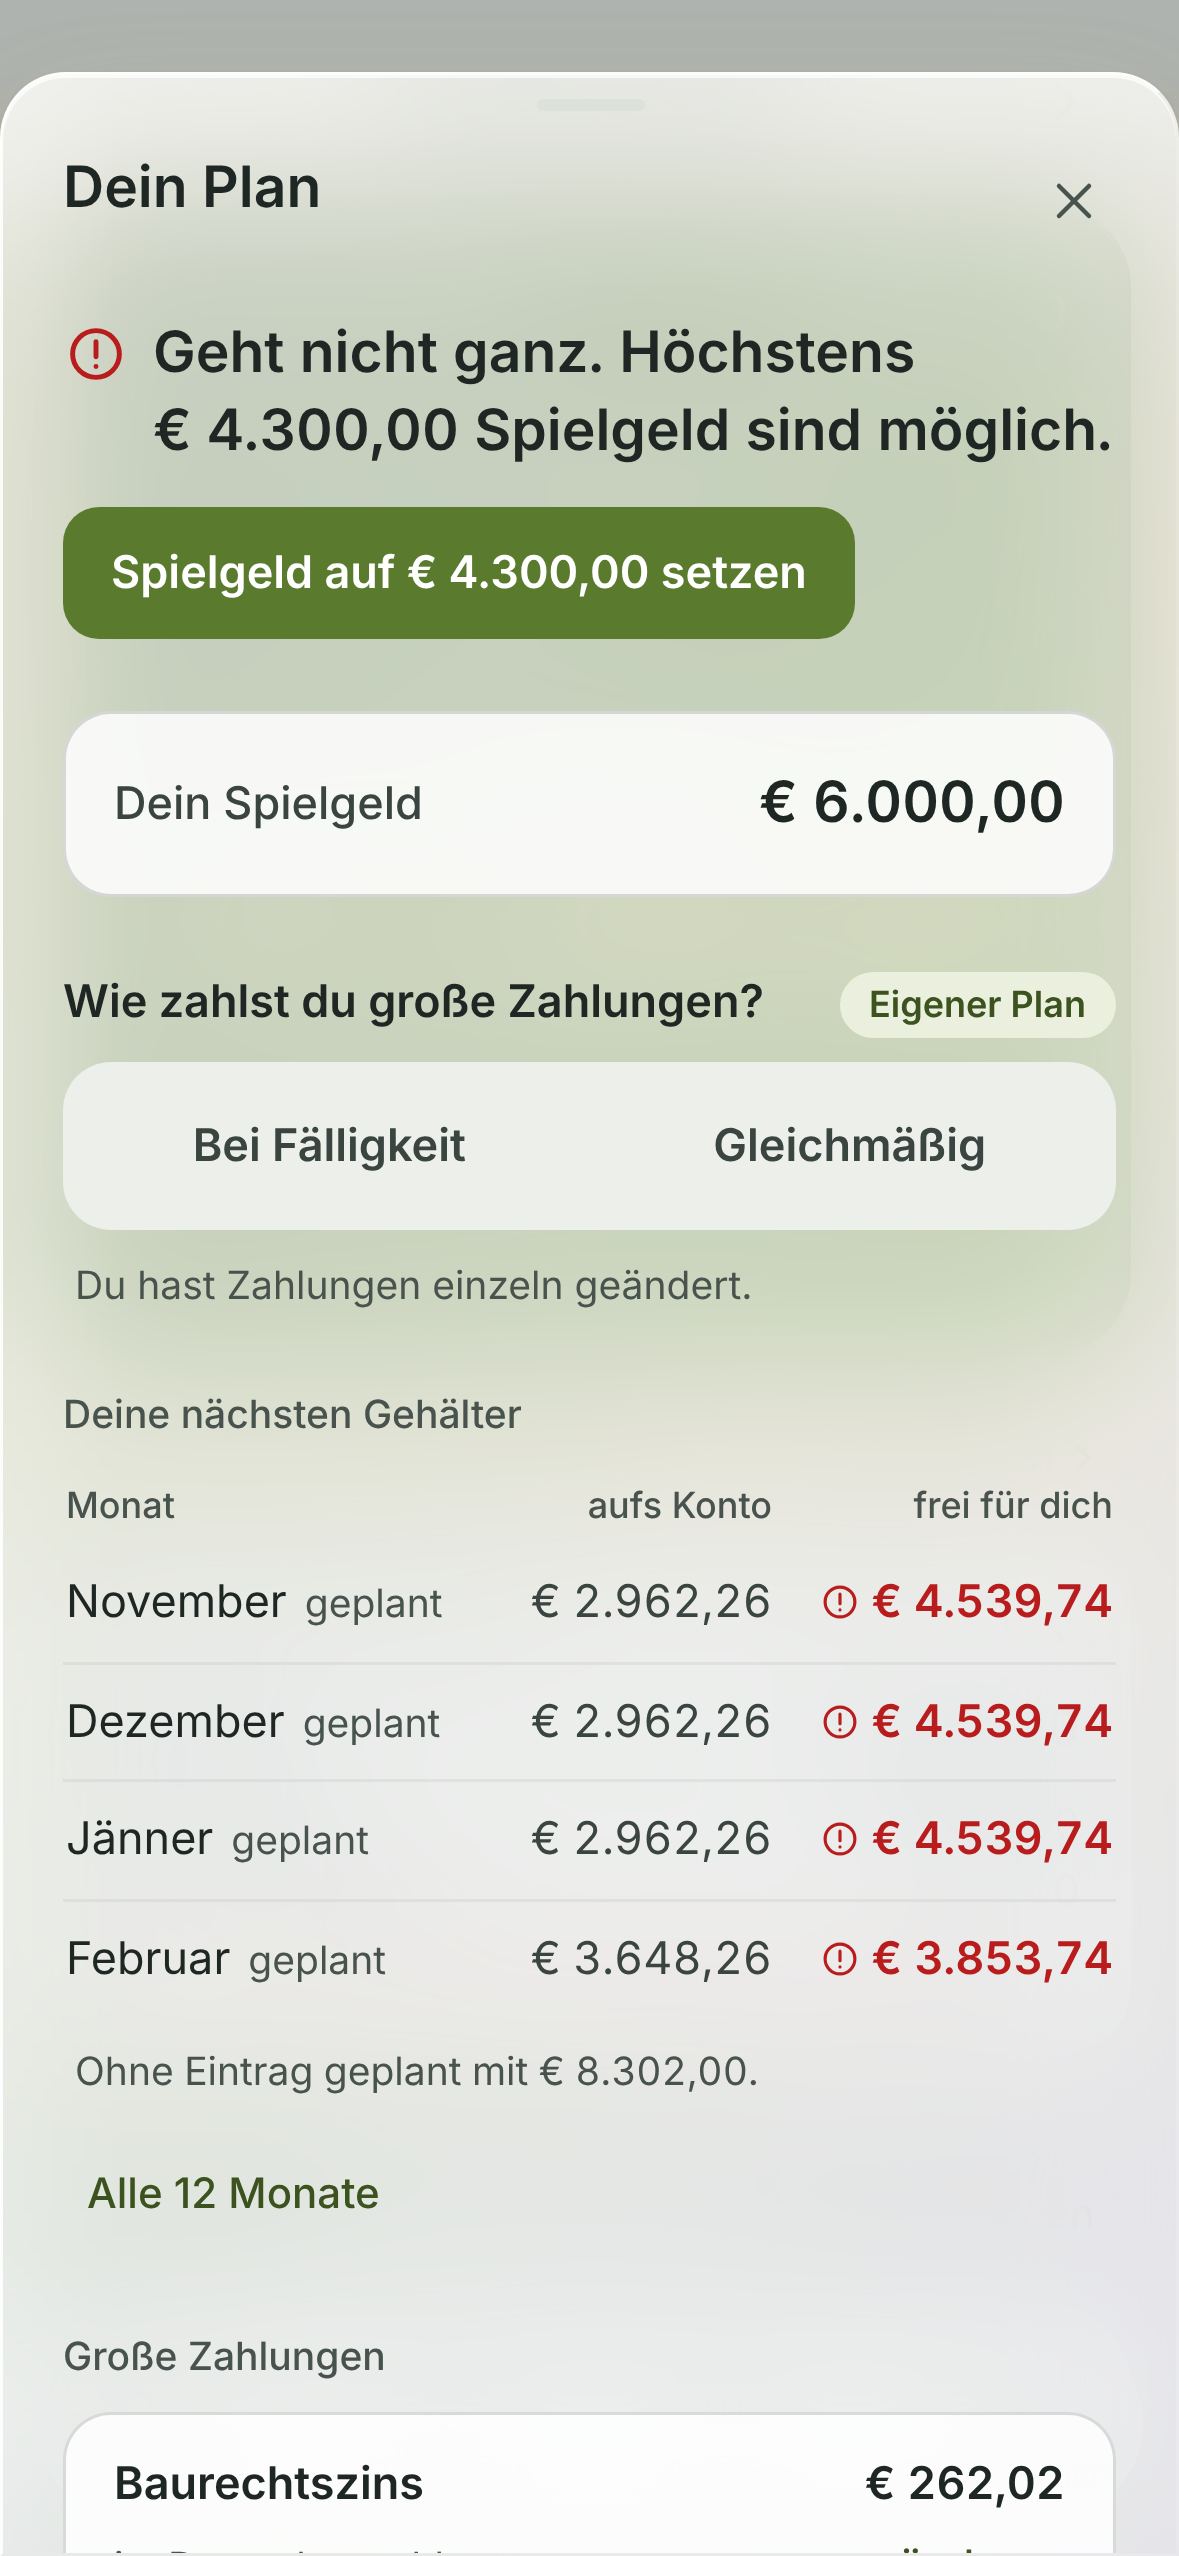 Dein Plan
Geht nicht ganz. Höchstens
€ 4.300,00 Spielgeld sind möglich.
Spielgeld auf € 4.300,00 setzen
Dein Spielgeld € 6.000,00
Wie zahlst du große Zahlungen? Eigener Plan
Bei Fälligkeit Gleichmäßig
Du hast Zahlungen einzeln geändert.
Deine nächsten Gehälter
Monat aufs Konto frei für dich
November geplant € 2.962,26 € 4.539,74
Dezember geplant € 2.962,26 € 4.539,74
Jänner geplant € 2.962,26 € 4.539,74
Februar geplant € 3.648,26 € 3.853,74
Ohne Eintrag geplant mit € 8.302,00.
Alle 12 Monate
Große Zahlungen
Baurechtszins € 262,02